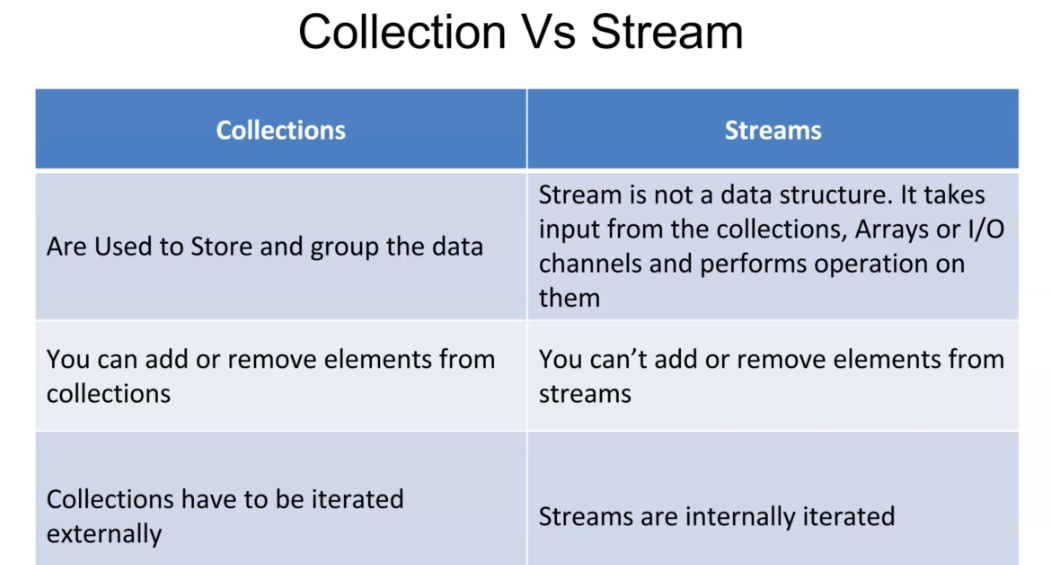 Collection Vs Stream
Collections
Streams
Are Used to Store and group the data
Stream is not a data structure. It takes
input from the collections, Arrays or I/O
channels and performs operation on
them
You can add or remove elements from
collections
You can’t add or remove elements from
streams
Collections have to be iterated
externally
Streams are internally iterated